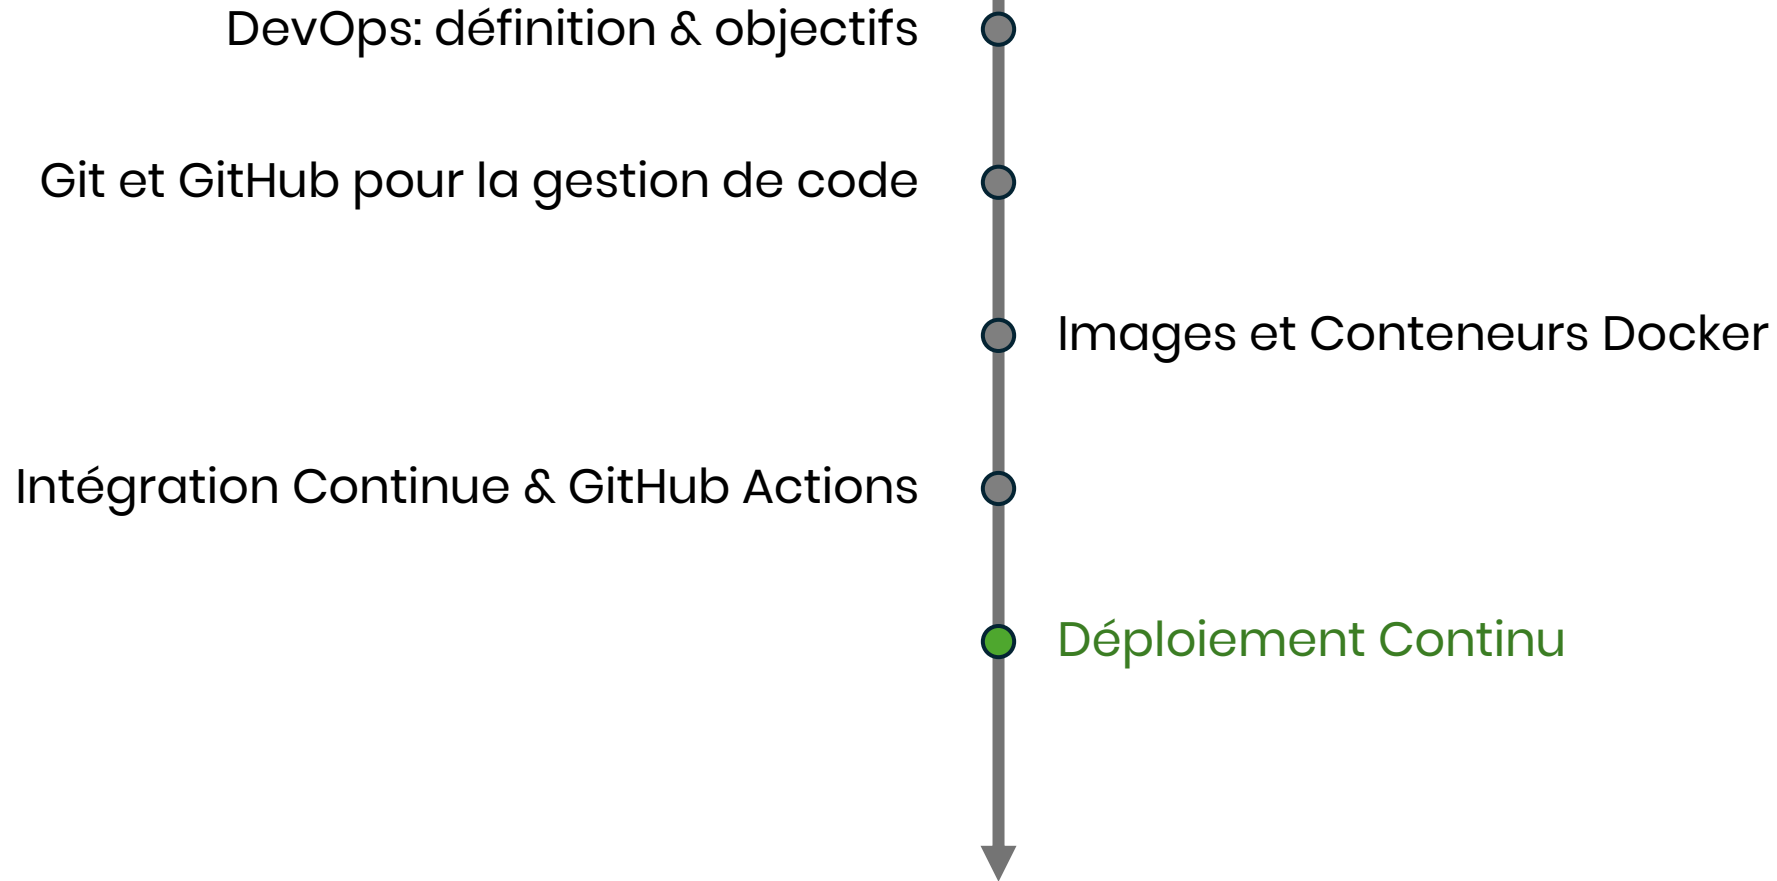 DevOps: définition & objectifs
Git et GitHub pour la gestion de code
Images et Conteneurs Docker
Intégration Continue & GitHub Actions
Déploiement Continu